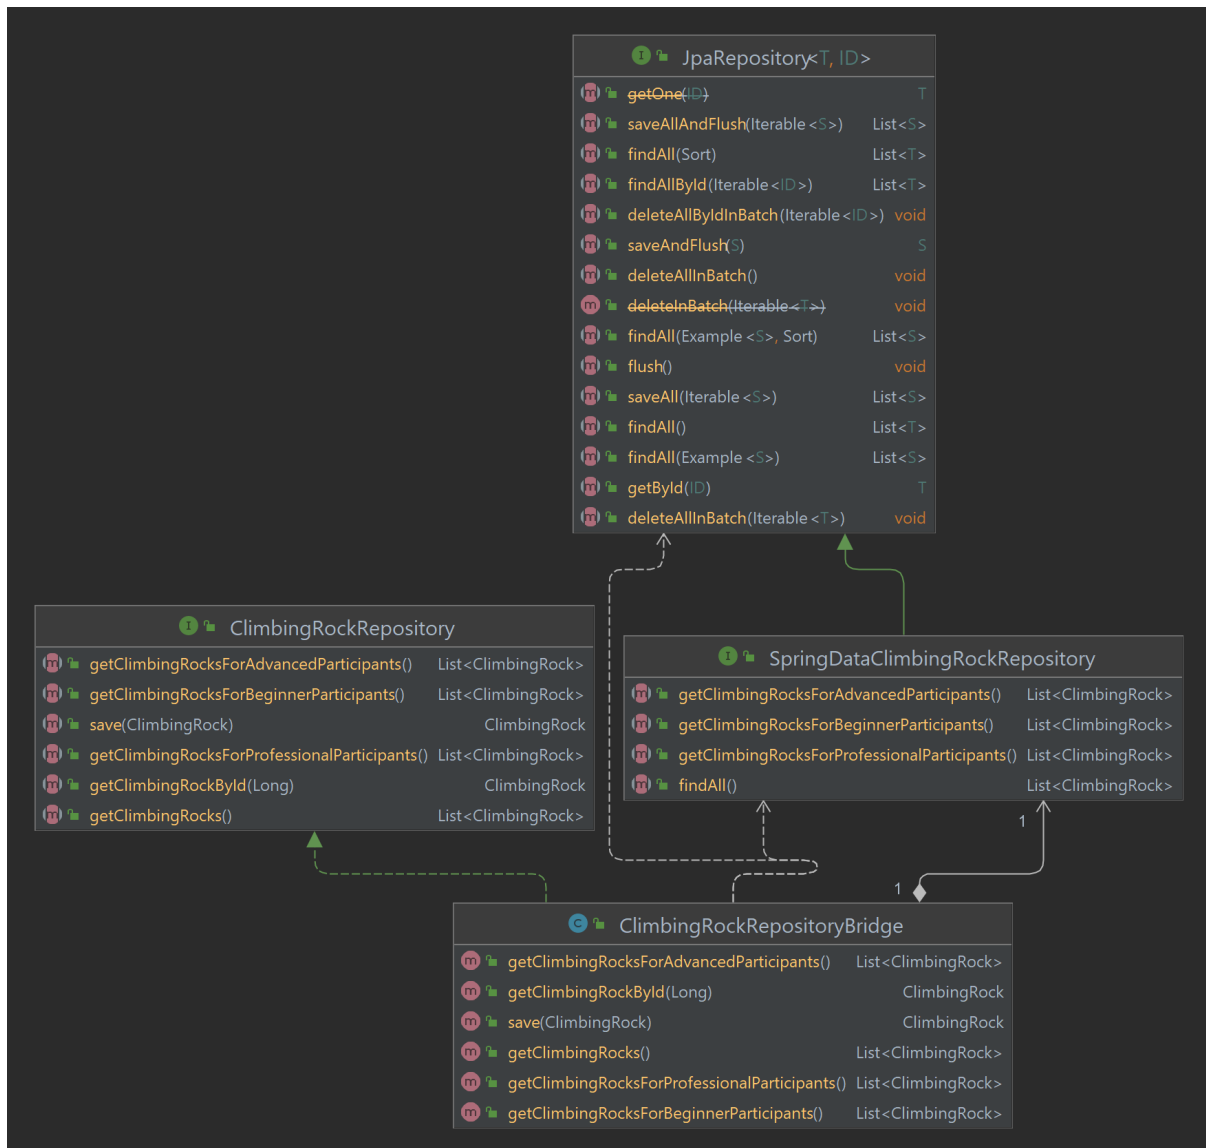 JpaRepository<T, ID>
getOne(ID) T
saveAllAndFlush(Iterable<S>) List<S>
findAll(Sort) List<T>
findAllById(Iterable<ID>) List<T>
deleteAllByIdInBatch(Iterable<ID>) void
saveAndFlush(S) S
deleteAllInBatch() void
deleteInBatch(Iterable<T>) void
findAll(Example<S>, Sort) List<S>
flush() void
saveAll(Iterable<S>) List<S>
findAll() List<T>
findAll(Example<S>) List<S>
getById(ID) T
deleteAllInBatch(Iterable<T>) void
ClimbingRockRepository
getClimbingRocksForAdvancedParticipants() List<ClimbingRock>
getClimbingRocksForBeginnerParticipants() List<ClimbingRock>
save(ClimbingRock) ClimbingRock
getClimbingRocksForProfessionalParticipants() List<ClimbingRock>
getClimbingRockById(Long) ClimbingRock
getClimbingRocks() List<ClimbingRock>
SpringDataClimbingRockRepository
getClimbingRocksForAdvancedParticipants() List<ClimbingRock>
getClimbingRocksForBeginnerParticipants() List<ClimbingRock>
getClimbingRocksForProfessionalParticipants() List<ClimbingRock>
findAll() List<ClimbingRock>
1
1
ClimbingRockRepositoryBridge
getClimbingRocksForAdvancedParticipants() List<ClimbingRock>
getClimbingRockById(Long) ClimbingRock
save(ClimbingRock) ClimbingRock
getClimbingRocks() List<ClimbingRock>
getClimbingRocksForProfessionalParticipants() List<ClimbingRock>
getClimbingRocksForBeginnerParticipants() List<ClimbingRock>